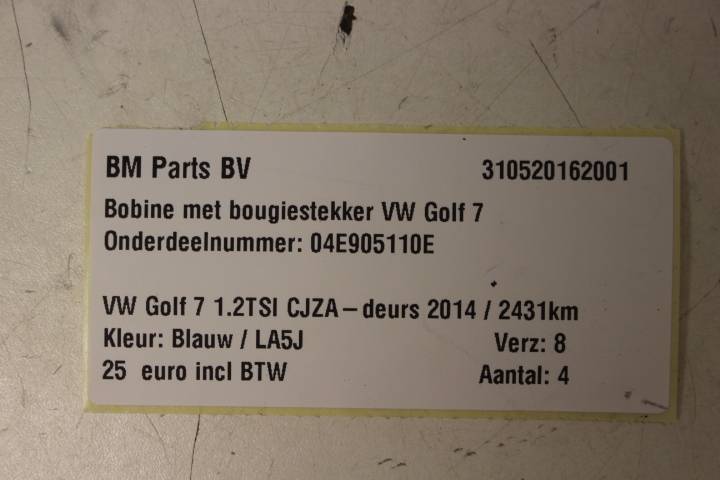 BM Parts BV 310520162001
Bobine met bougiestekker VW Golf 7
Onderdeelnummer: 04E905110E
VW Golf 7 1.2TSI CJZA – deurs 2014 / 2431km
Kleur: Blauw / LA5J Verz: 8
25 euro incl BTW Aantal: 4